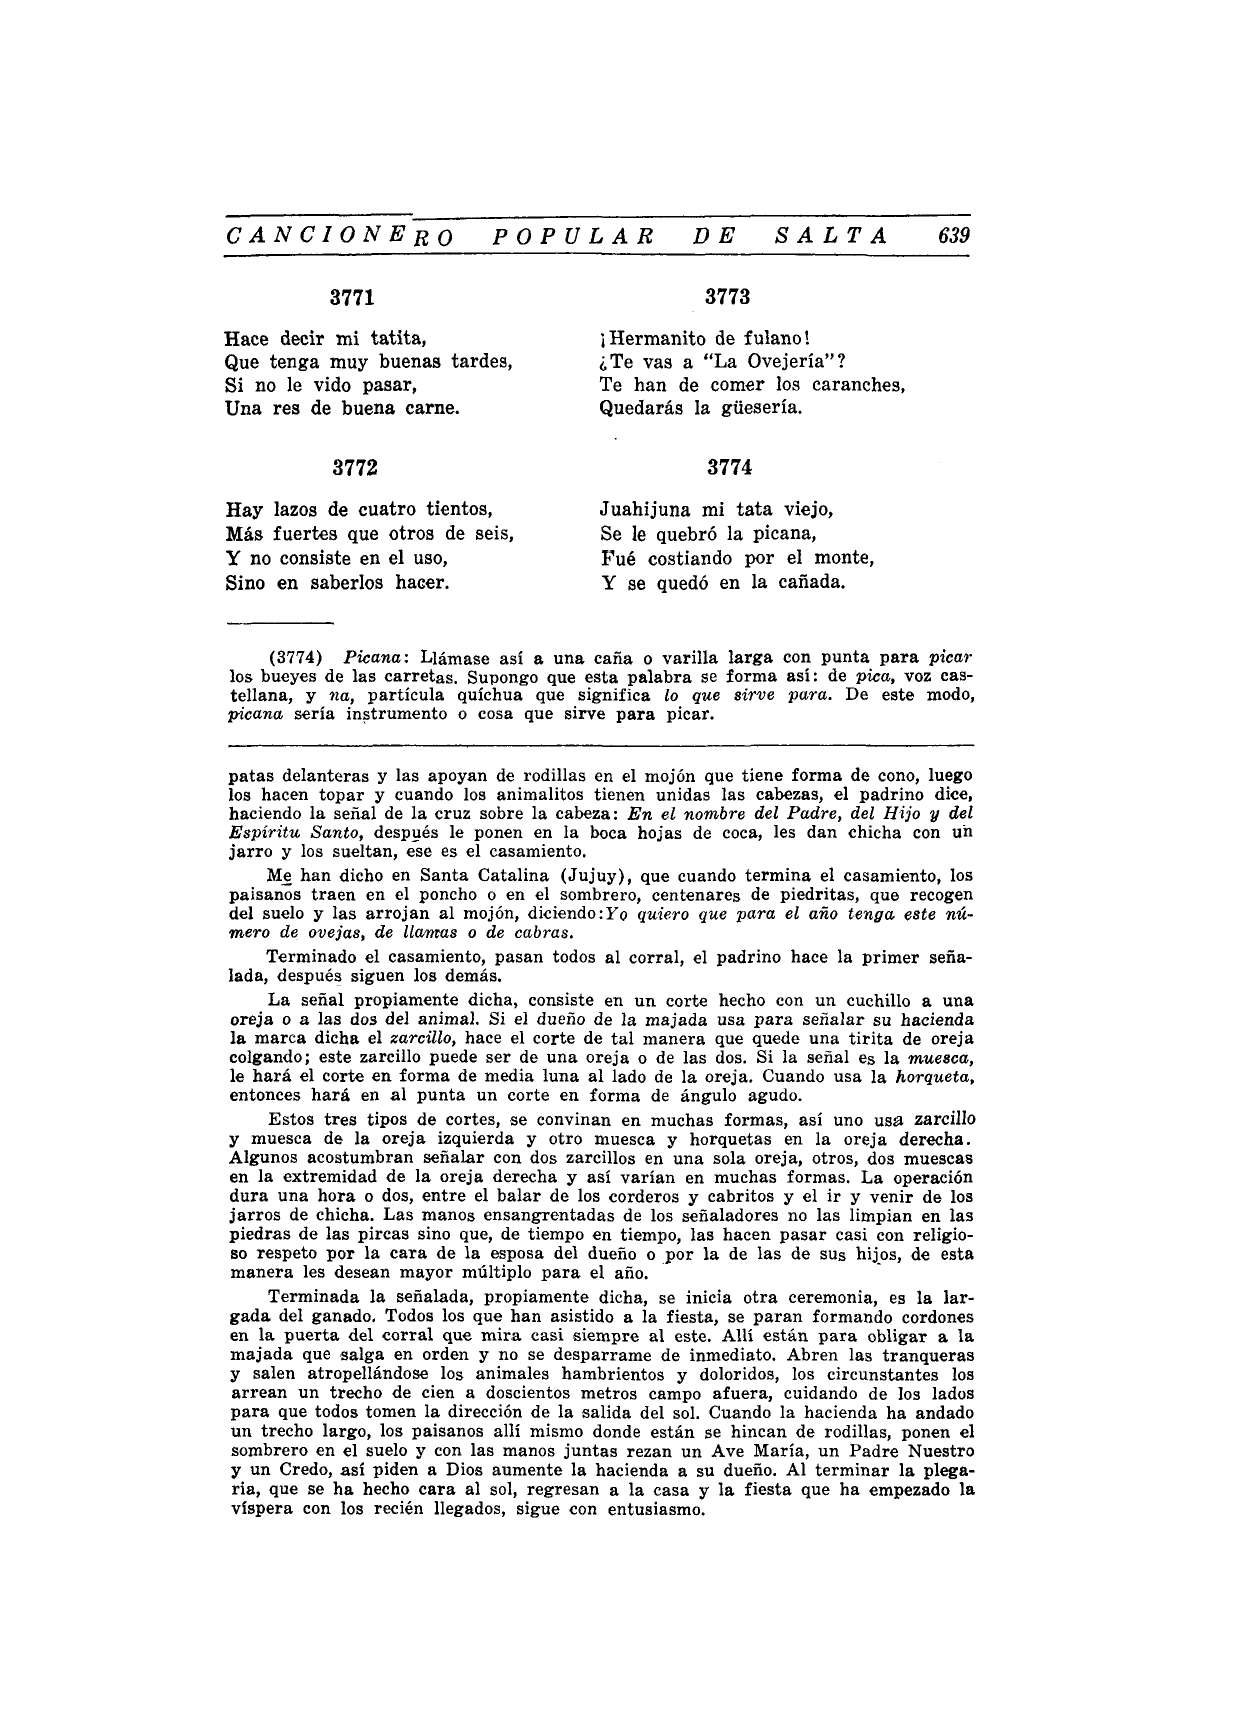 CANCIONERO POPULAR DE SALTA 639
3771
Hace decir mi tatita,
Que tenga muy buenas tardes,
Si no le vido pasar,
Una res de buena carne.
3772
Hay lazos de cuatro tientos,
Más fuertes que otros de seis,
Y no consiste en el uso,
Sino en saberlos hacer.
3773
¡Hermanito de fulano!
¿Te vas a "La Ovejería"?
Te han de comer los caranches,
Quedarás la güesería.
3774
Juahijuna mi tata viejo,
Se le quebró la picana,
Fué costiando por el monte,
Y se quedó en la cañada.
(3774) Picana: Llámase así a una caña o varilla larga con punta para picar
los bueyes de las carretas. Supongo que esta palabra se forma así: de pica, voz cas-
tellana, y na, partícula quíchua que significa lo que sirve para. De este modo,
picana sería instrumento o cosa que sirve para picar.
patas delanteras y las apoyan de rodillas en el mojón que tiene forma de cono, luego
los hacen topar y cuando los animalitos tienen unidas las cabezas, el padrino dice,
haciendo la señal de la cruz sobre la cabeza: En el nombre del Padre, del Hijo y del
Espíritu Santo, después le ponen en la boca hojas de coca, les dan chicha con un
jarro y los sueltan, ese es el casamiento.
Me han dicho en Santa Catalina (Jujuy), que cuando termina el casamiento, los
paisanos traen en el poncho o en el sombrero, centenares de piedritas, que recogen
del suelo y las arrojan al mojón, diciendo:Yo quiero que para el año tenga este nú-
mero de ovejas, de llamas o de cabras.
Terminado el casamiento, pasan todos al corral, el padrino hace la primer seña-
lada, después siguen los demás.
La señal propiamente dicha, consiste en un corte hecho con un cuchillo a una
oreja o a las dos del animal. Si el dueño de la majada usa para señalar su hacienda
la marca dicha el zarcillo, hace el corte de tal manera que quede una tirita de oreja
colgando; este zarcillo puede ser de una oreja o de las dos. Si la señal es la muesca,
le hará el corte en forma de media luna al lado de la oreja. Cuando usa la horqueta,
entonces hará en al punta un corte en forma de ángulo agudo.
Estos tres tipos de cortes, se convinan en muchas formas, así uno usa zarcillo
y muesca de la oreja izquierda y otro muesca y horquetas en la oreja derecha.
Algunos acostumbran señalar con dos zarcillos en una sola oreja, otros, dos muescas
en la extremidad de la oreja derecha y así varían en muchas formas. La operación
dura una hora o dos, entre el balar de los corderos y cabritos y el ir y venir de los
jarros de chicha. Las manos ensangrentadas de los señaladores no las limpian en las
piedras de las pircas sino que, de tiempo en tiempo, las hacen pasar casi con religio-
so respeto por la cara de la esposa del dueño o por la de las de sus hijos, de esta
manera les desean mayor múltiplo para el año.
Terminada la señalada, propiamente dicha, se inicia otra ceremonia, es la lar-
gada del ganado. Todos los que han asistido a la fiesta, se paran formando cordones
en la puerta del corral que mira casi siempre al este. Allí están para obligar a la
majada que salga en orden y no se desparrame de inmediato. Abren las tranqueras
y salen atropellándose los animales hambrientos y doloridos, los circunstantes los
arrean un trecho de cien a doscientos metros campo afuera, cuidando de los lados
para que todos tomen la dirección de la salida del sol. Cuando la hacienda ha andado
un trecho largo, los paisanos allí mismo donde están se hincan de rodillas, ponen el
sombrero en el suelo y con las manos juntas rezan un Ave María, un Padre Nuestro
y un Credo, así piden a Dios aumente la hacienda a su dueño. Al terminar la plega-
ria, que se ha hecho cara al sol, regresan a la casa y la fiesta que ha empezado la
víspera con los recién llegados, sigue con entusiasmo.